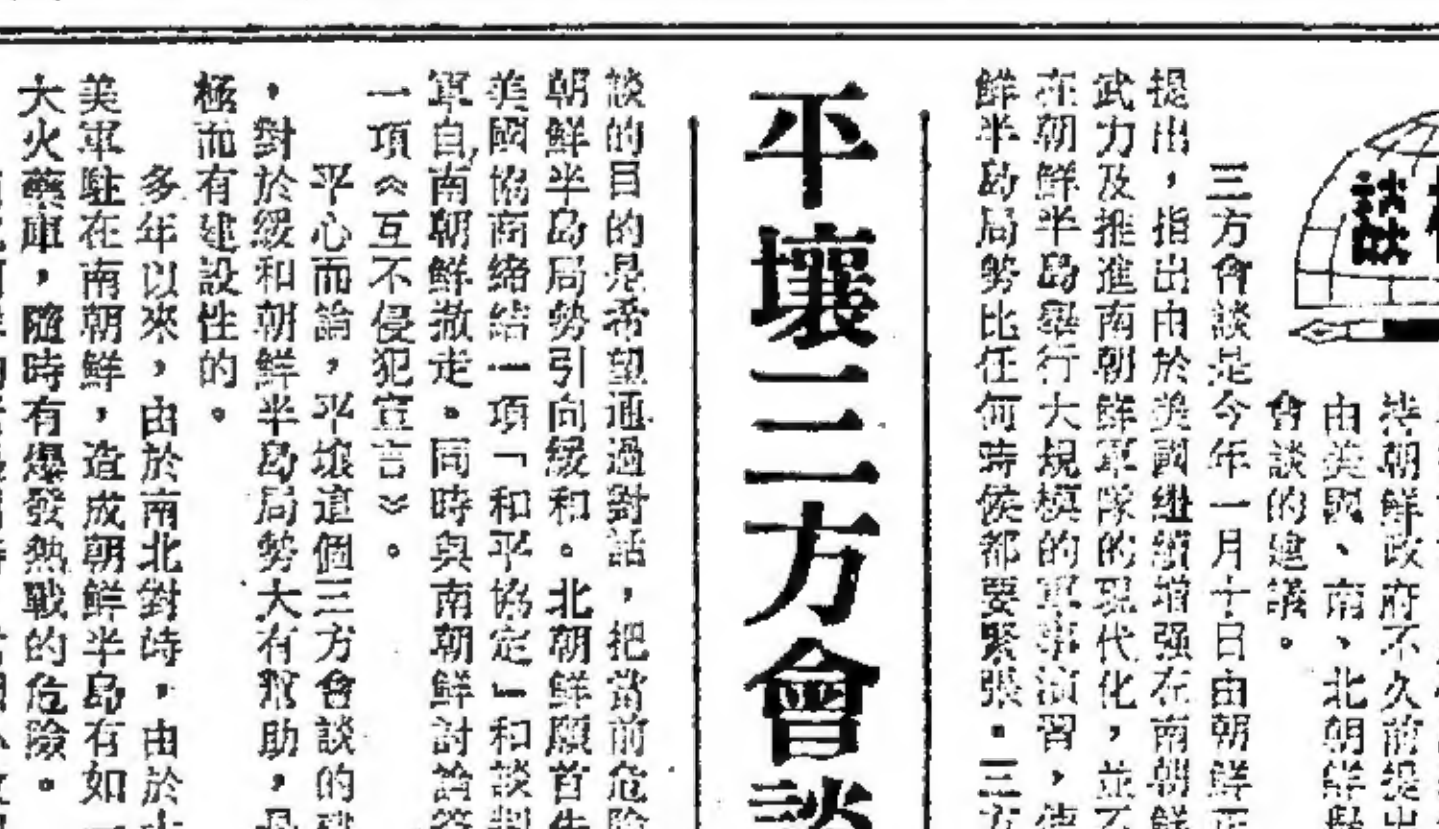 持朝鮮政府不久前提出
由美國、南、北朝鮮舉
會談的建議。
三方會談是今年一月十日由朝鮮正
提出，指出由於美國繼續增强在南朝鮮
武力及推進南朝鮮軍隊的現代化，並不
在朝鮮半島舉行大規模的軍事演習，使
鮮半島局勢比任何時侯都要緊張。三方
平壤三方會談
談的目的是希望通過對話，把當前危險
朝鮮半島局勢引向緩和。北朝鮮願首先
美國協商締結一項「和平協定」和談判
軍自南朝鮮撤走。同時與南朝鮮討論簽
一項《互不侵犯宣言》。
平心而論，平壤這個三方會談的建
，對於緩和朝鮮半島局勢大有幫助，是
極而有建設性的。
多年以來，由於南北對峙，由於
美軍駐在南朝鮮，造成朝鮮半島有如一
大火藥庫，隨時有爆發熱戰的危險。